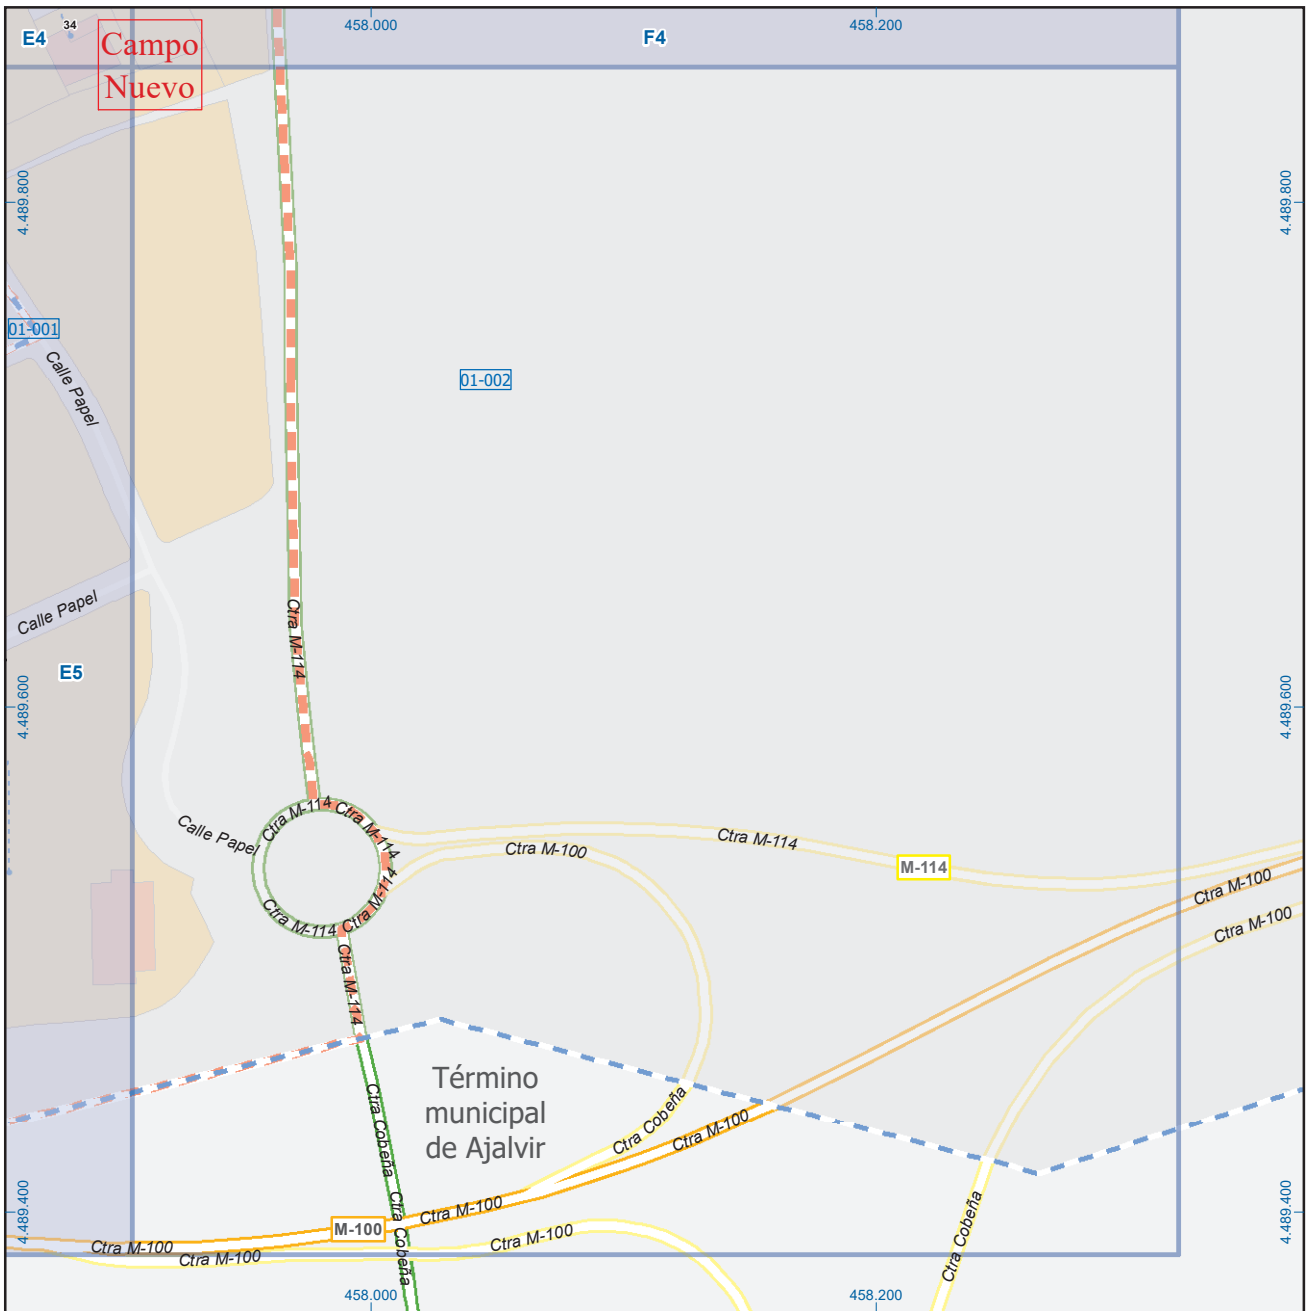 458.000
458.200
E4
34
F4
Campo
Nuevo
4.489.800
4.489.800
01-001
Calle Papel
01-002
Calle Papel
Ctra M-114
E5
4.489.600
4.489.600
Ctra M-114
Ctra M-114
Calle Papel
Ctra M-100
Ctra M-114
M-114
Ctra M-100
Ctra M-114
Ctra M-114
Ctra M-100
Ctra M-114
Término
municipal
de Ajalvir
Ctra Cobeña
Ctra Cobeña
Ctra M-100
4.489.400
4.489.400
Ctra Cobeña
Ctra M-100
M-100
Ctra Cobeña
Ctra M-100
Ctra M-100
Ctra M-100
458.000
458.200